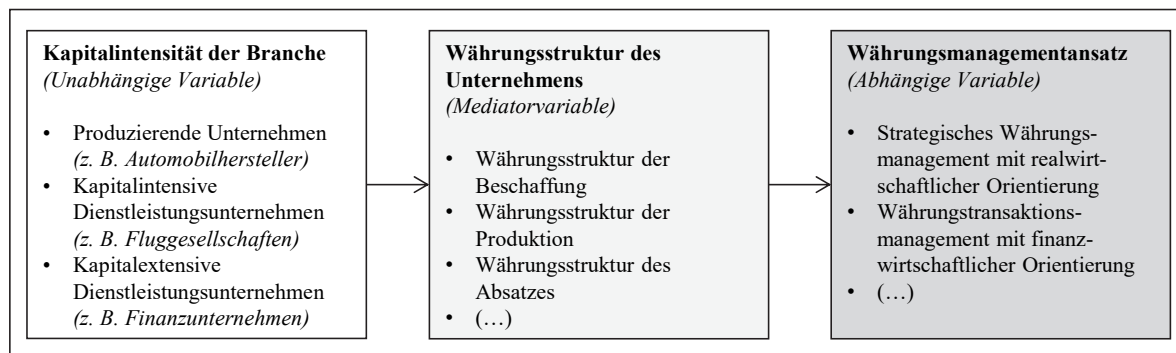 Kapitalintensität der Branche
(Unabhängige Variable)
• Produzierende Unternehmen
(z. B. Automobilhersteller)
• Kapitalintensive
Dienstleistungsunternehmen
(z. B. Fluggesellschaften)
• Kapitalextensive
Dienstleistungsunternehmen
(z. B. Finanzunternehmen)
Währungsstruktur des
Unternehmens
(Mediatorvariable)
• Währungsstruktur der
Beschaffung
• Währungsstruktur der
Produktion
• Währungsstruktur des
Absatzes
• (…)
Währungsmanagementansatz
(Abhängige Variable)
• Strategisches Währungs-
management mit realwirt-
schaftlicher Orientierung
• Währungstransaktions-
management mit finanz-
wirtschaftlicher Orientierung
• (…)